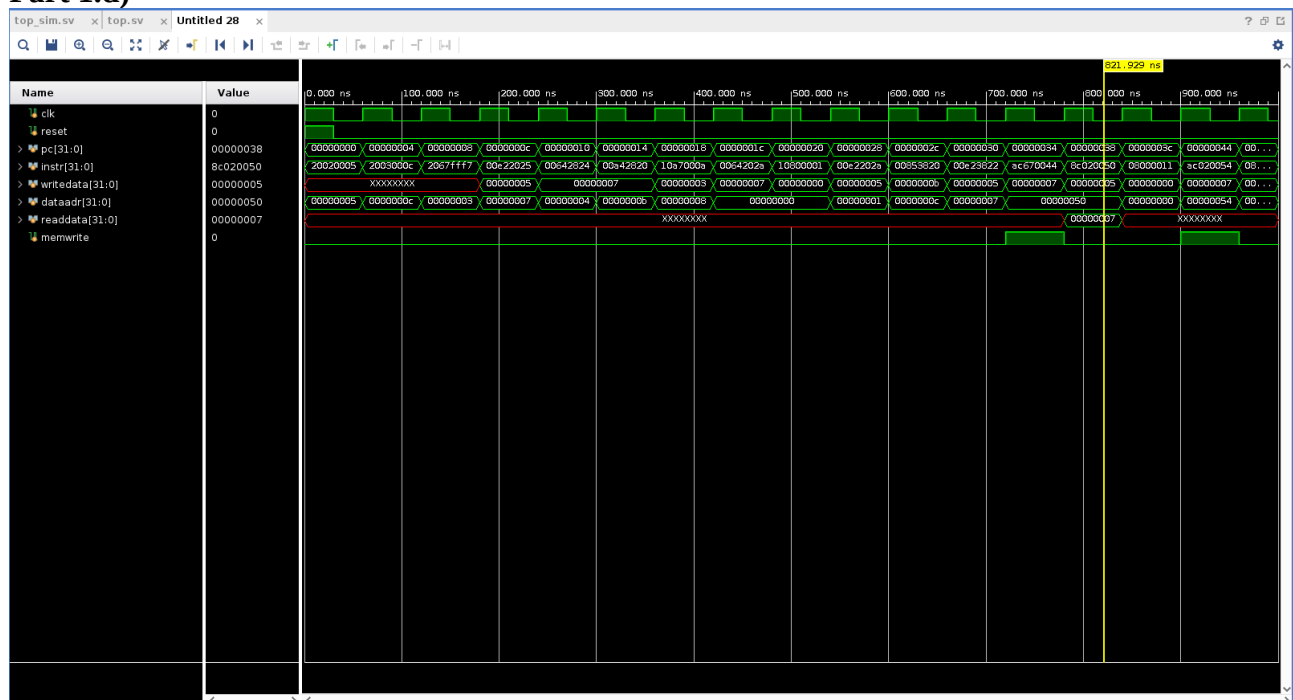 Part 1.d)
top_sim.sv × top.sv × Untitled 28 ×
821.929 ns
Name Value 0.000 ns 100.000 ns 200.000 ns 300.000 ns 400.000 ns 500.000 ns 600.000 ns 700.000 ns 800.000 ns 900.000 ns
clk 0
reset 0
pc[31:0] 00000038 00000000 00000004 00000008 0000000c 00000010 00000014 00000018 0000001c 00000020 00000028 0000002c 00000030 00000034 00000038 0000003c 00000044 00...
instr[31:0] 8c020050 20020005 2003000c 2067fff7 00e22025 00642824 00a42820 10a7000a 0064202a 10800001 00e2202a 00853820 00e23822 ac670044 8c020050 08000011 ac020054 08...
writedata[31:0] 00000005 XXXXXXXX 00000005 00000007 00000003 00000007 00000000 00000005 0000000b 00000005 00000007 00000005 00000000 00000007 00...
dataadr[31:0] 00000050 00000005 0000000c 00000003 00000007 00000004 0000000b 00000008 00000000 00000001 0000000c 00000007 00000050 00000000 00000054 00...
readdata[31:0] 00000007 XXXXXXXX 00000007 XXXXXXXX
memwrite 0